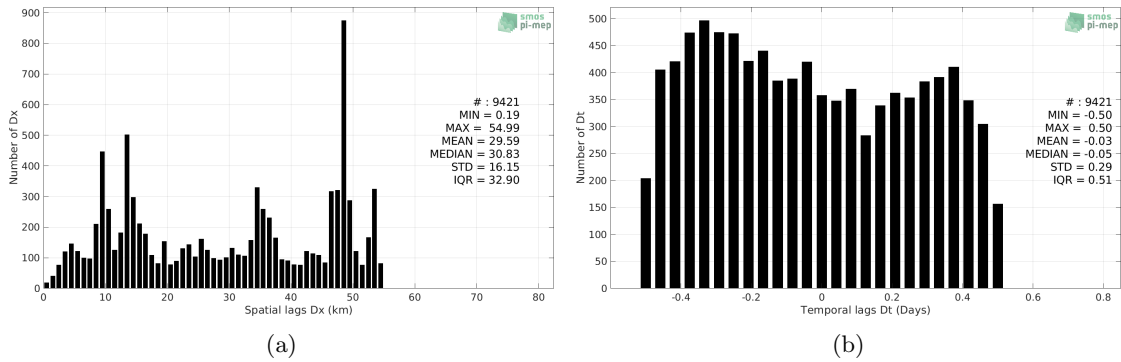 900
800
700
600
500
400
300
200
100
0
Number of Dx
0 10 20 30 40 50 60 70 80
Spatial lags Dx (km)
smos
pi-mep
# : 9421
MIN = 0.19
MAX = 54.99
MEAN = 29.59
MEDIAN = 30.83
STD = 16.15
IQR = 32.90
(a)
500
450
400
350
300
250
200
150
100
50
0
Number of Dt
-0.4 -0.2 0 0.2 0.4 0.6 0.8
Temporal lags Dt (Days)
smos
pi-mep
# : 9421
MIN = -0.50
MAX = 0.50
MEAN = -0.03
MEDIAN = -0.05
STD = 0.29
IQR = 0.51
(b)